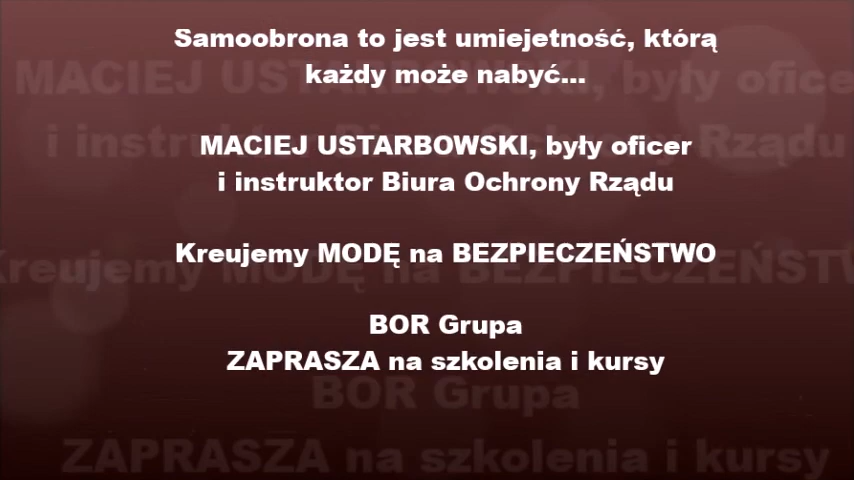 Samoobrona to jest umiejetność, którą
każdy może nabyć...
MACIEJ USTARBOWSKI, były oficer
i instruktor Biura Ochrony Rządu
Kreujemy MODĘ na BEZPIECZEŃSTWO
BOR Grupa
ZAPRASZA na szkolenia i kursy